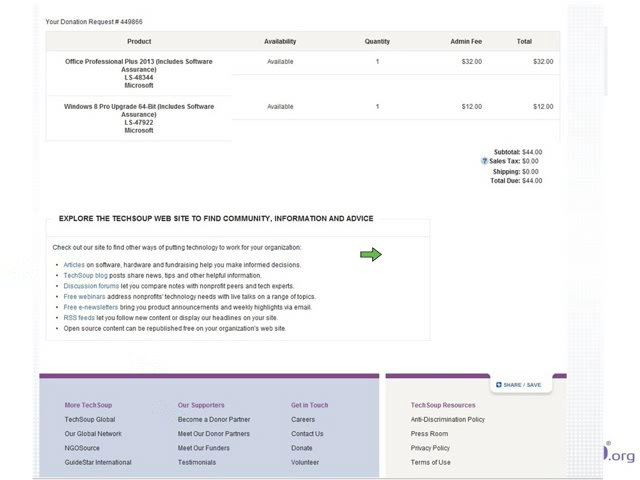 Your Donation Request # 449866
Product Availability Quantity Admin Fee Total
Office Professional Plus 2013 (Includes Software Available 1 $32.00 $32.00
Assurance)
LS-48344
Microsoft
Windows 8 Pro Upgrade 64-Bit (Includes Software Available 1 $12.00 $12.00
Assurance)
LS-47922
Microsoft
Subtotal: $44.00
? Sales Tax: $0.00
Shipping: $0.00
Total Due: $44.00
EXPLORE THE TECHSOUP WEB SITE TO FIND COMMUNITY, INFORMATION AND ADVICE
Check out our site to find other ways of putting technology to work for your organization:
• Articles on software, hardware and fundraising help you make informed decisions.
• TechSoup blog posts share news, tips and other helpful information.
• Discussion forums let you compare notes with nonprofit peers and tech experts.
• Free webinars address nonprofits' technology needs with live talks on a range of topics.
• Free e-newsletters bring you product announcements and weekly highlights via email.
• RSS feeds let you follow new content or display our headlines on your site.
• Open source content can be republished free on your organization's web site.
SHARE / SAVE
More TechSoup Our Supporters Get in Touch TechSoup Resources
TechSoup Global Become a Donor Partner Careers Anti-Discrimination Policy
Our Global Network Meet Our Donor Partners Contact Us Press Room
NGOSource Meet Our Funders Donate Privacy Policy
GuideStar International Testimonials Volunteer Terms of Use
.org